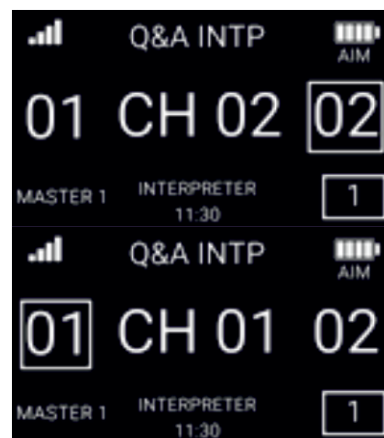 Q&A INTP
AIM
01 CH 02 02
MASTER 1 INTERPRETER 1
11:30
Q&A INTP
AIM
01 CH 01 02
MASTER 1 INTERPRETER 1
11:30